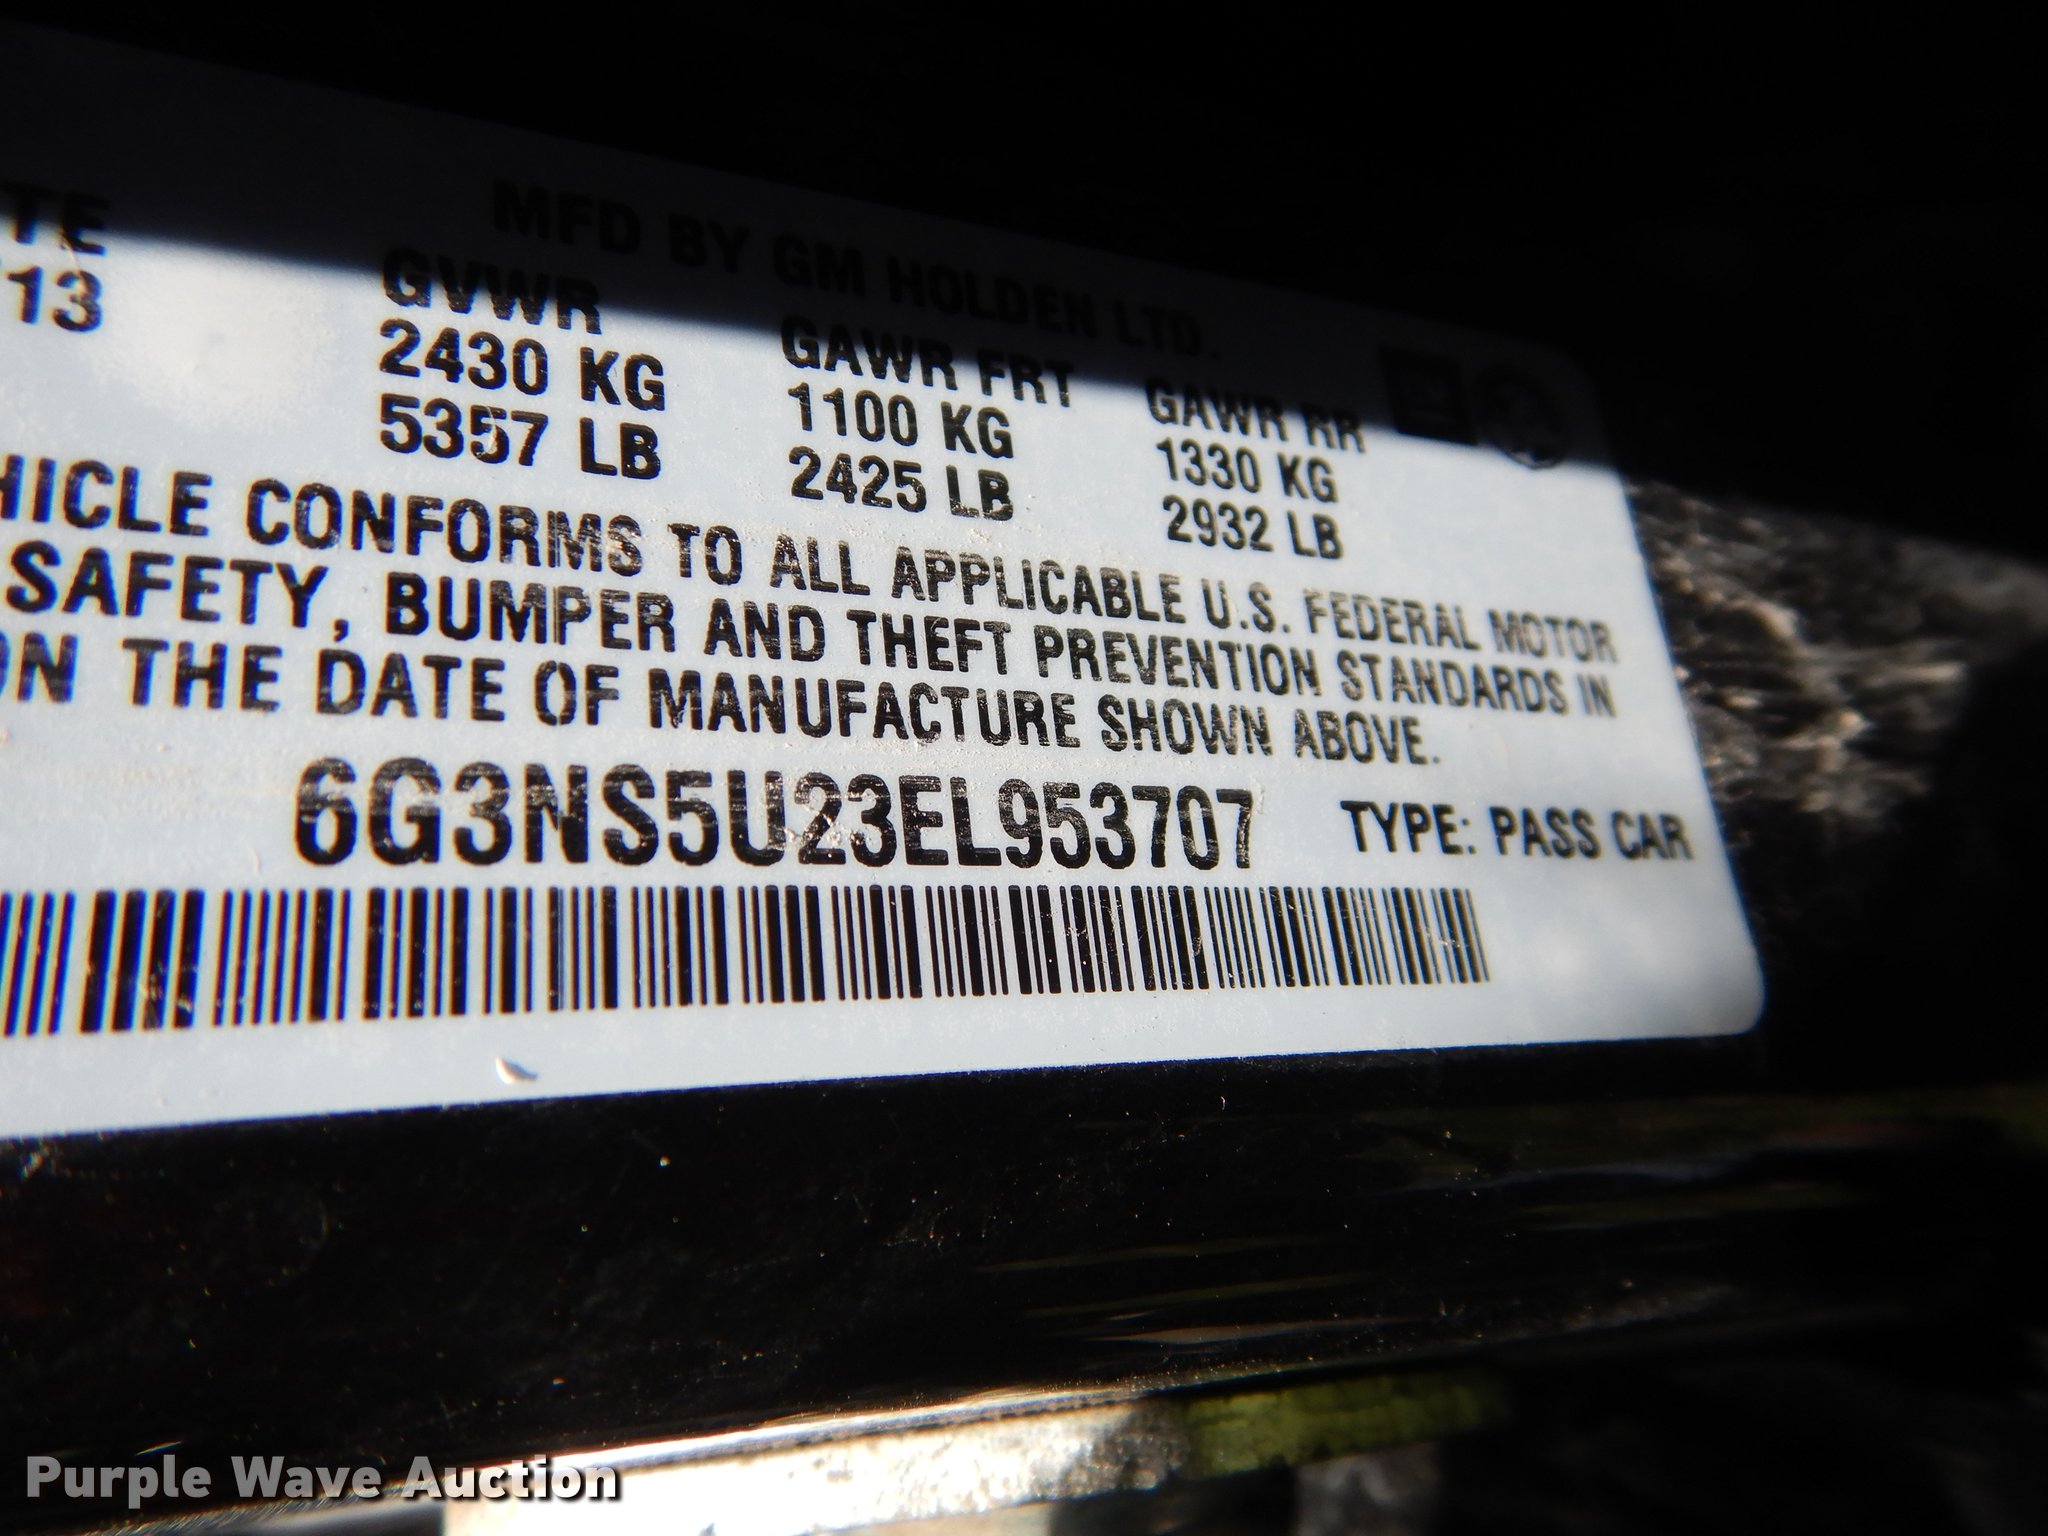 MFD BY GM HOLDEN LTD.
TE GVWR GAWR FRT GAWR RR
13 2430 KG 1100 KG 1330 KG
5357 LB 2425 LB 2932 LB
HICLE CONFORMS TO ALL APPLICABLE U.S. FEDERAL MOTOR
SAFETY, BUMPER AND THEFT PREVENTION STANDARDS IN
ON THE DATE OF MANUFACTURE SHOWN ABOVE.
6G3NS5U23EL953707 TYPE: PASS CAR
Purple Wave Auction